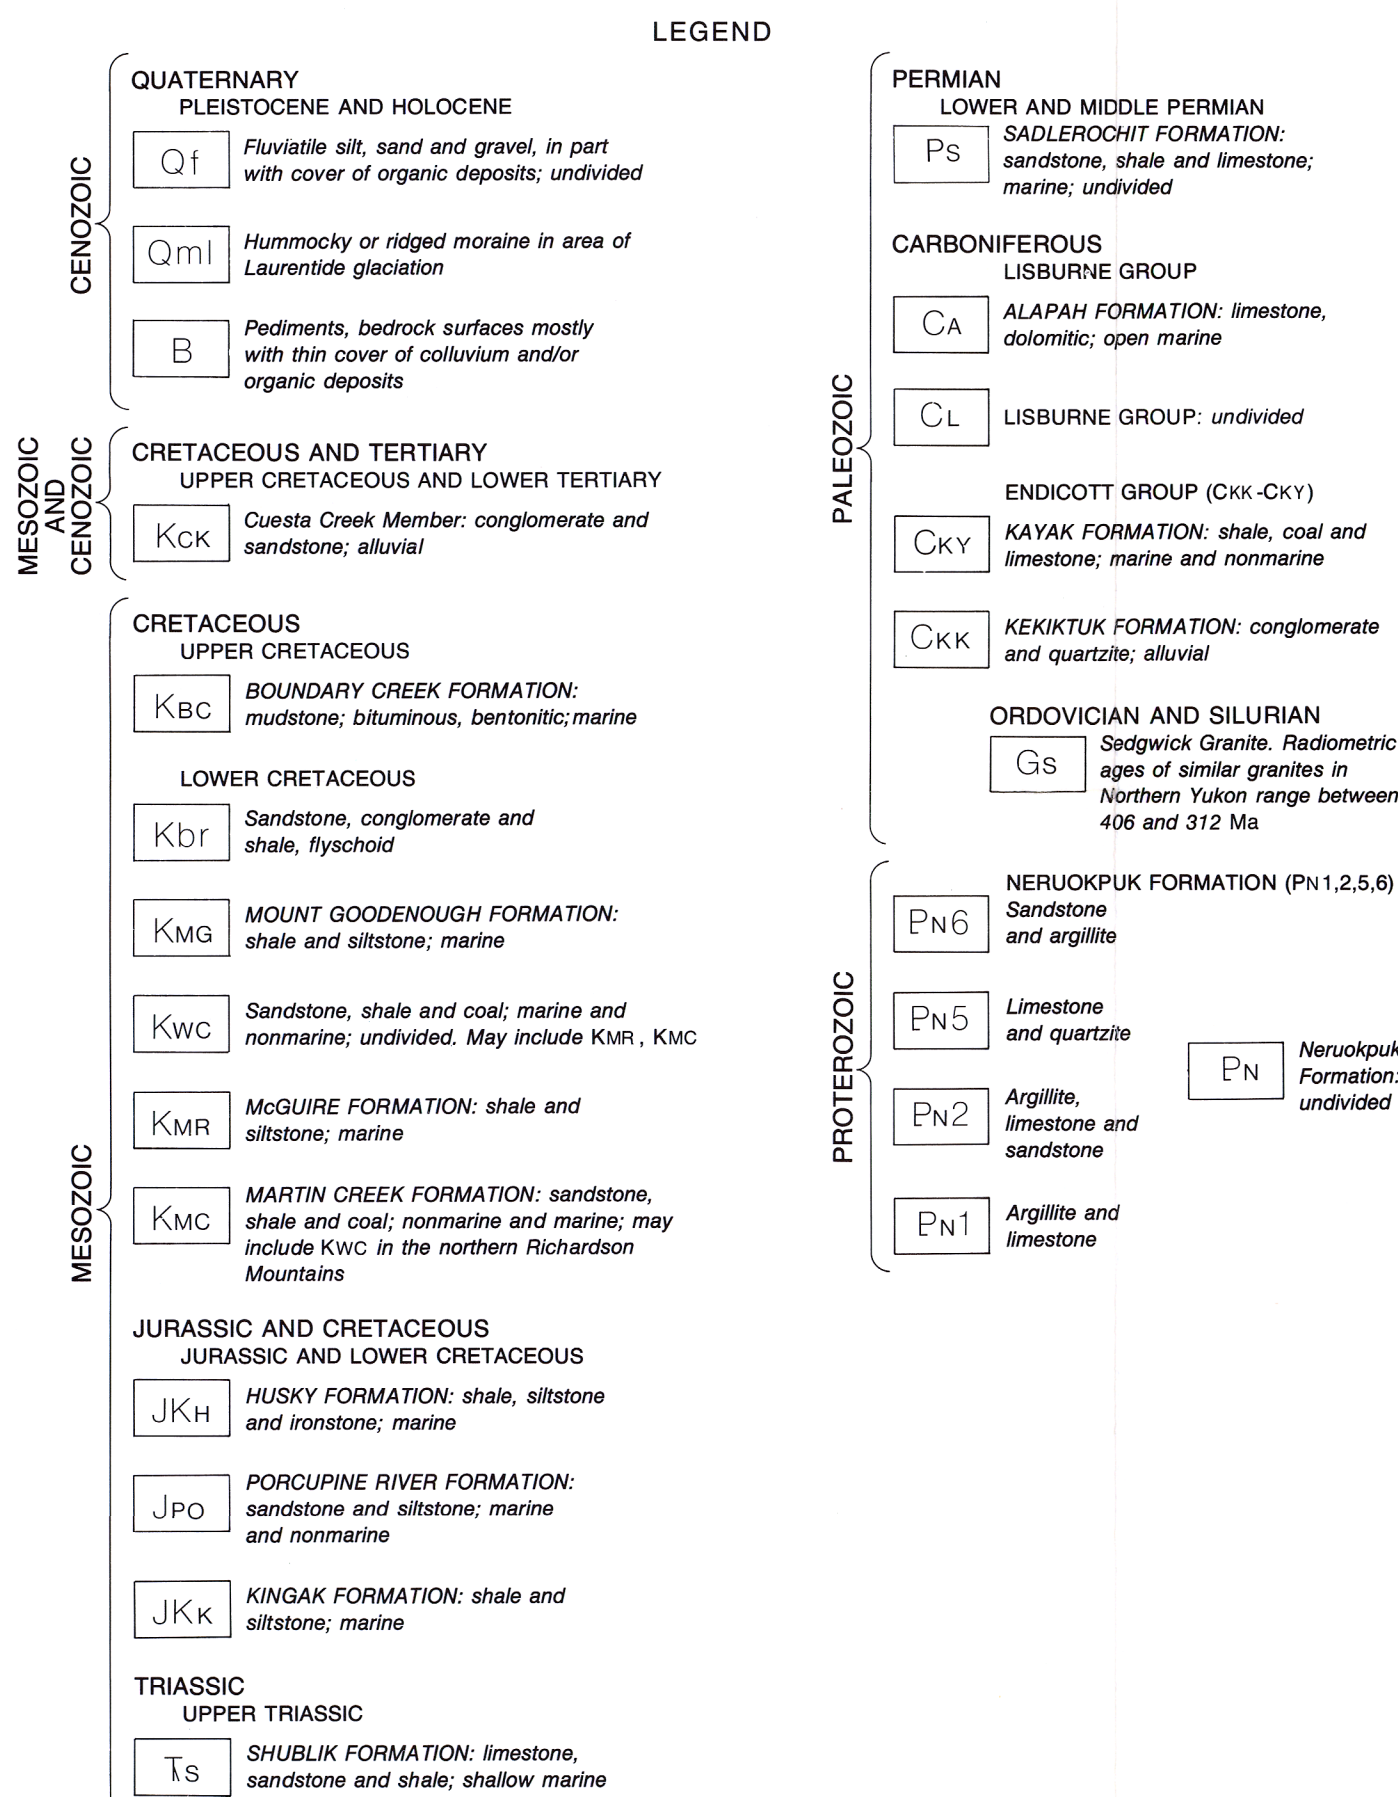 LEGEND
CENOZOIC
QUATERNARY
PLEISTOCENE AND HOLOCENE
Qf
Fluviatile silt, sand and gravel, in part
with cover of organic deposits; undivided
Qml
Hummocky or ridged moraine in area of
Laurentide glaciation
B
Pediments, bedrock surfaces mostly
with thin cover of colluvium and/or
organic deposits
MESOZOIC
AND
CENOZOIC
CRETACEOUS AND TERTIARY
UPPER CRETACEOUS AND LOWER TERTIARY
KCK
Cuesta Creek Member: conglomerate and
sandstone; alluvial
MESOZOIC
CRETACEOUS
UPPER CRETACEOUS
KBC
BOUNDARY CREEK FORMATION:
mudstone; bituminous, bentonitic; marine
LOWER CRETACEOUS
Kbr
Sandstone, conglomerate and
shale, flyschoid
KMG
MOUNT GOODENOUGH FORMATION:
shale and siltstone; marine
KWC
Sandstone, shale and coal; marine and
nonmarine; undivided. May include KMR, KMC
KMR
McGUIRE FORMATION: shale and
siltstone; marine
KMC
MARTIN CREEK FORMATION: sandstone,
shale and coal; nonmarine and marine; may
include KWC in the northern Richardson
Mountains
JURASSIC AND CRETACEOUS
JURASSIC AND LOWER CRETACEOUS
JKH
HUSKY FORMATION: shale, siltstone
and ironstone; marine
JPO
PORCUPINE RIVER FORMATION:
sandstone and siltstone; marine
and nonmarine
JKK
KINGAK FORMATION: shale and
siltstone; marine
TRIASSIC
UPPER TRIASSIC
Ꞧs
SHUBLIK FORMATION: limestone,
sandstone and shale; shallow marine
PALEOZOIC
PERMIAN
LOWER AND MIDDLE PERMIAN
Ps
SADLEROCHIT FORMATION:
sandstone, shale and limestone;
marine; undivided
CARBONIFEROUS
LISBURNE GROUP
CA
ALAPAH FORMATION: limestone,
dolomitic; open marine
CL
LISBURNE GROUP: undivided
ENDICOTT GROUP (CKK-CKY)
CKY
KAYAK FORMATION: shale, coal and
limestone; marine and nonmarine
CKK
KEKIKTUK FORMATION: conglomerate
and quartzite; alluvial
ORDOVICIAN AND SILURIAN
Gs
Sedgwick Granite. Radiometric
ages of similar granites in
Northern Yukon range between
406 and 312 Ma
PROTEROZOIC
NERUOKPUK FORMATION (PN1,2,5,6)
PN6
Sandstone
and argillite
PN5
Limestone
and quartzite
PN
Neruokpuk
Formation:
undivided
PN2
Argillite,
limestone and
sandstone
PN1
Argillite and
limestone